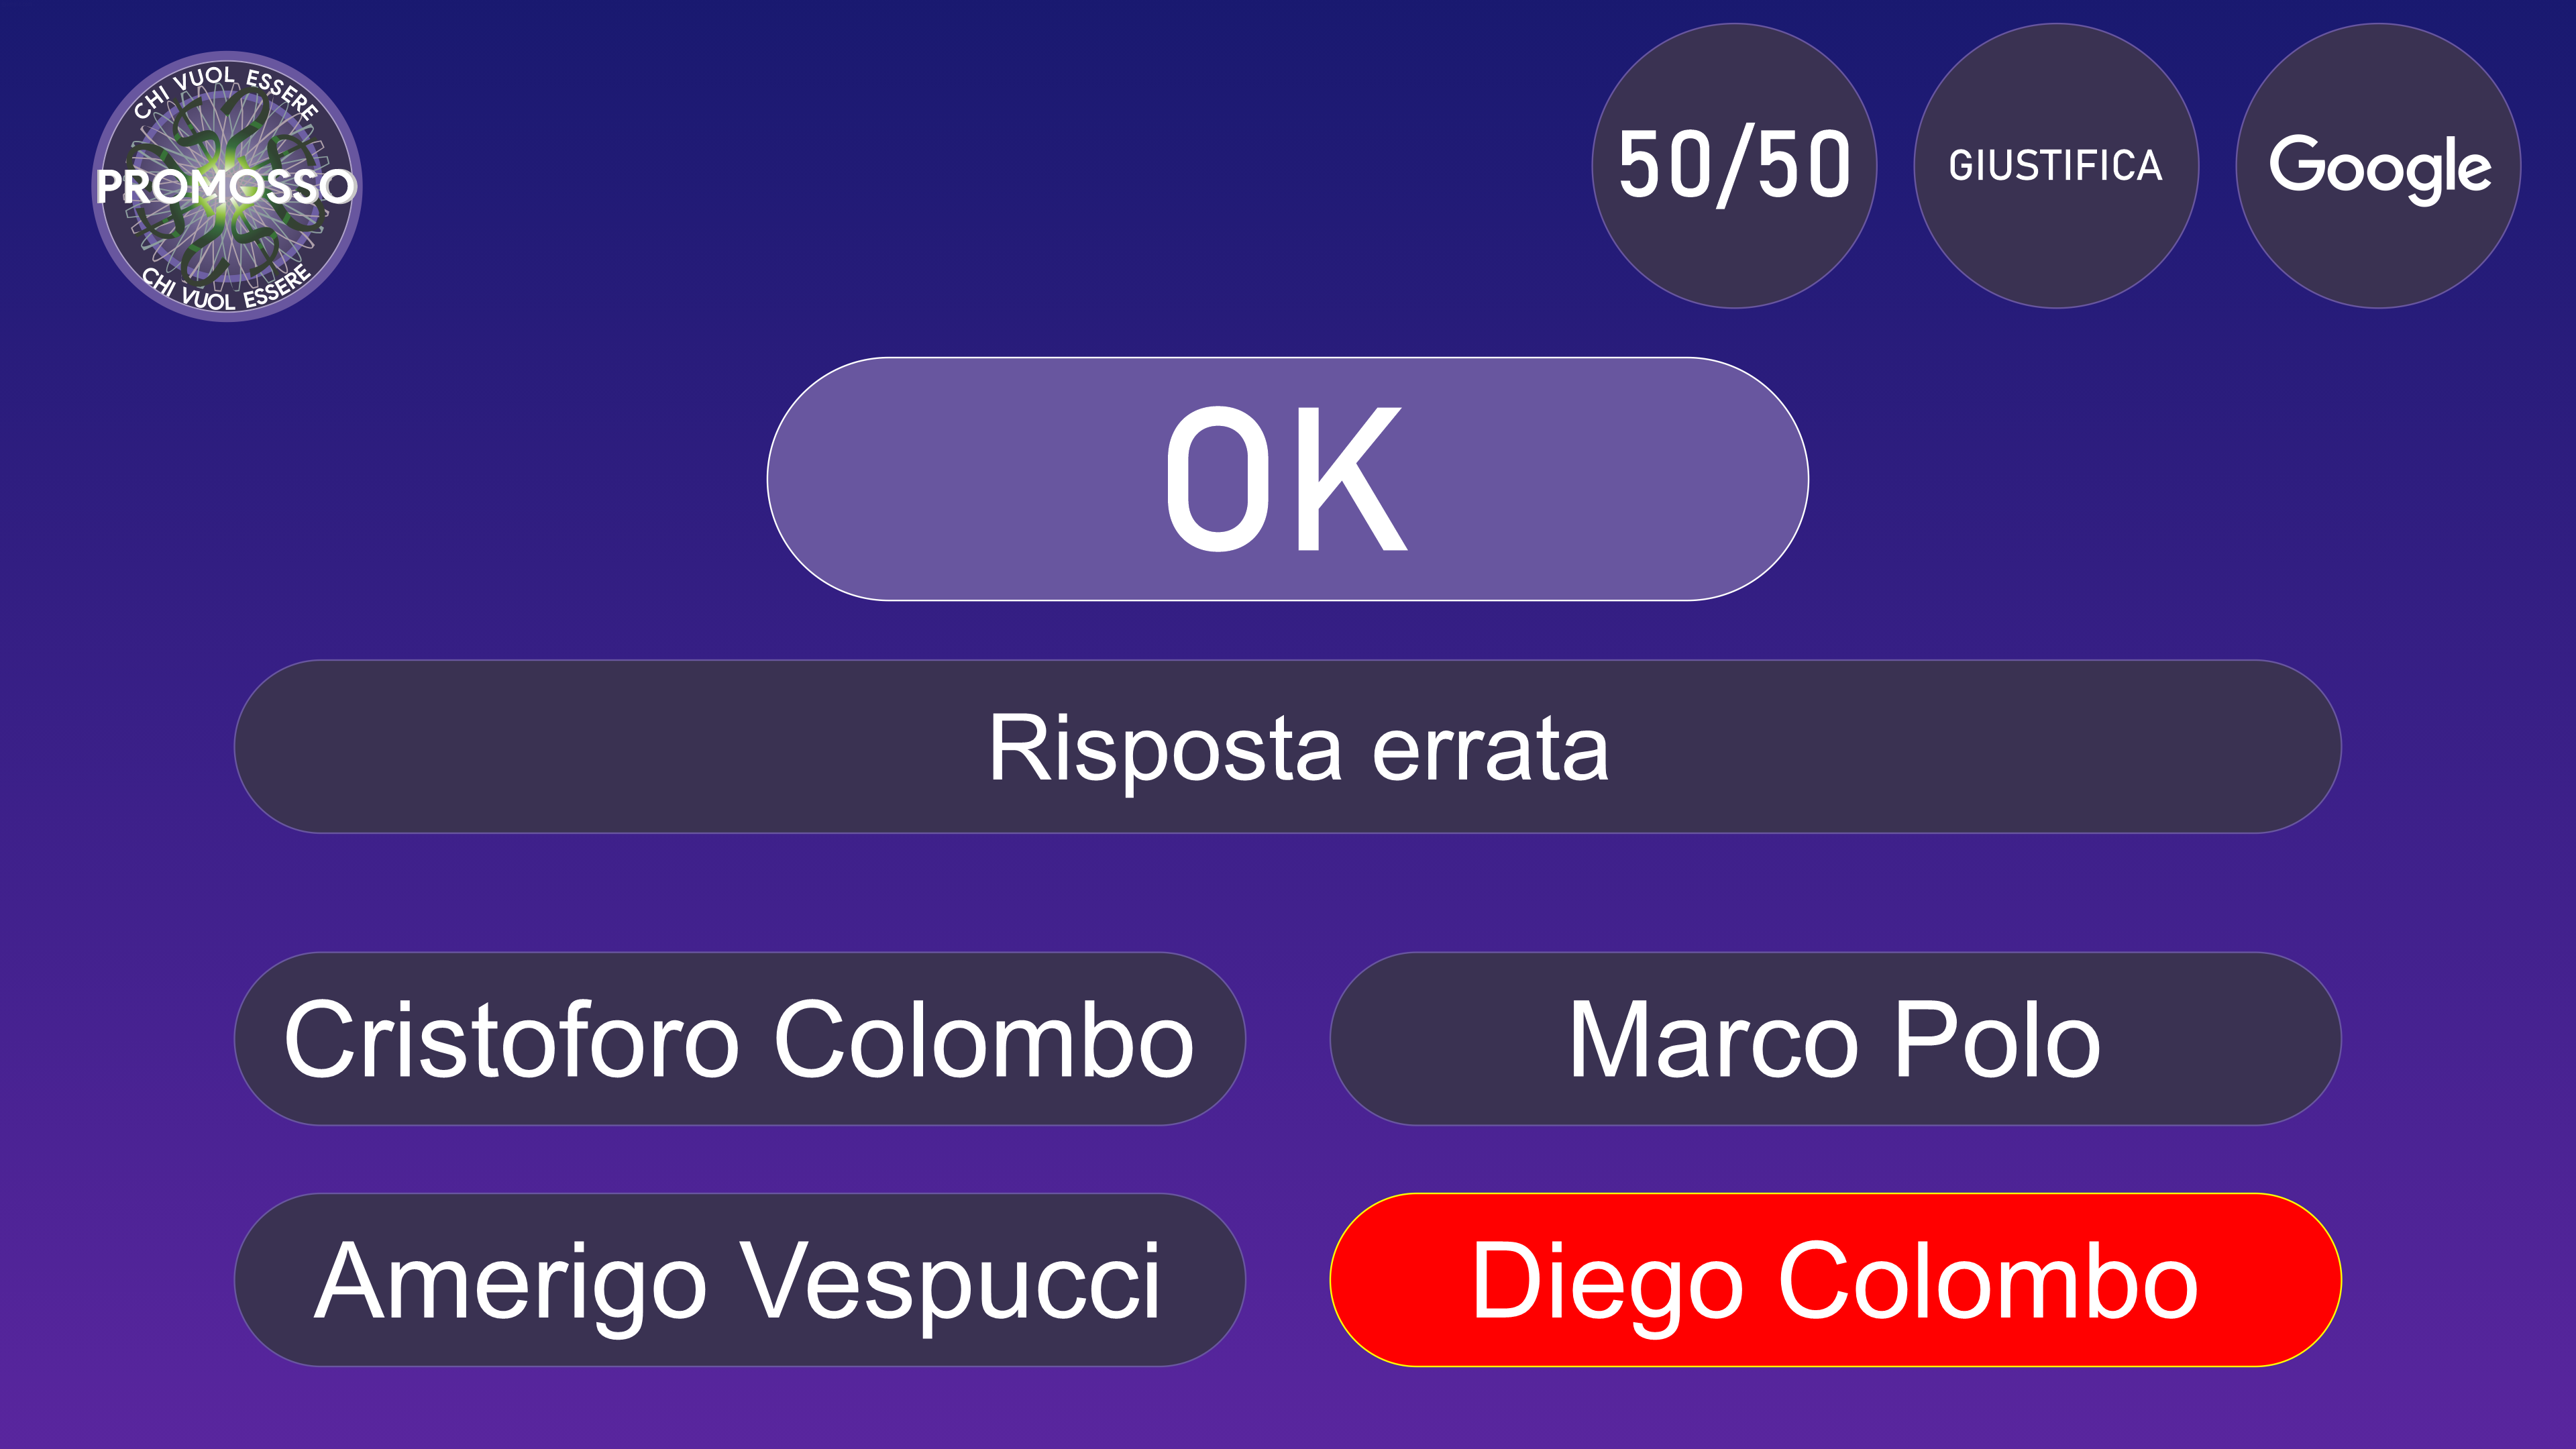 CHI VUOL ESSERE
PROMOSSO
CHI VUOL ESSERE
50/50
GIUSTIFICA
Google
OK
Risposta errata
Cristoforo Colombo
Marco Polo
Amerigo Vespucci
Diego Colombo